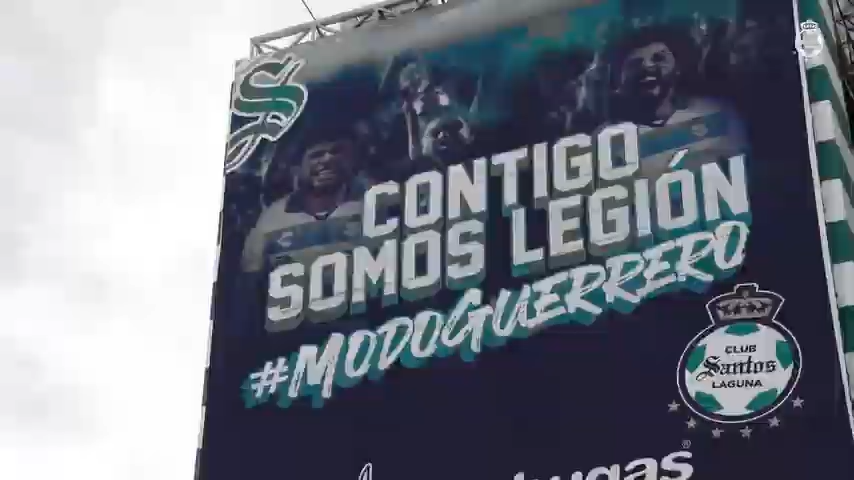 S
CONTIGO
SOMOS LEGIÓN
#MODOGUERRERO
CLUB
Santos
LAGUNA